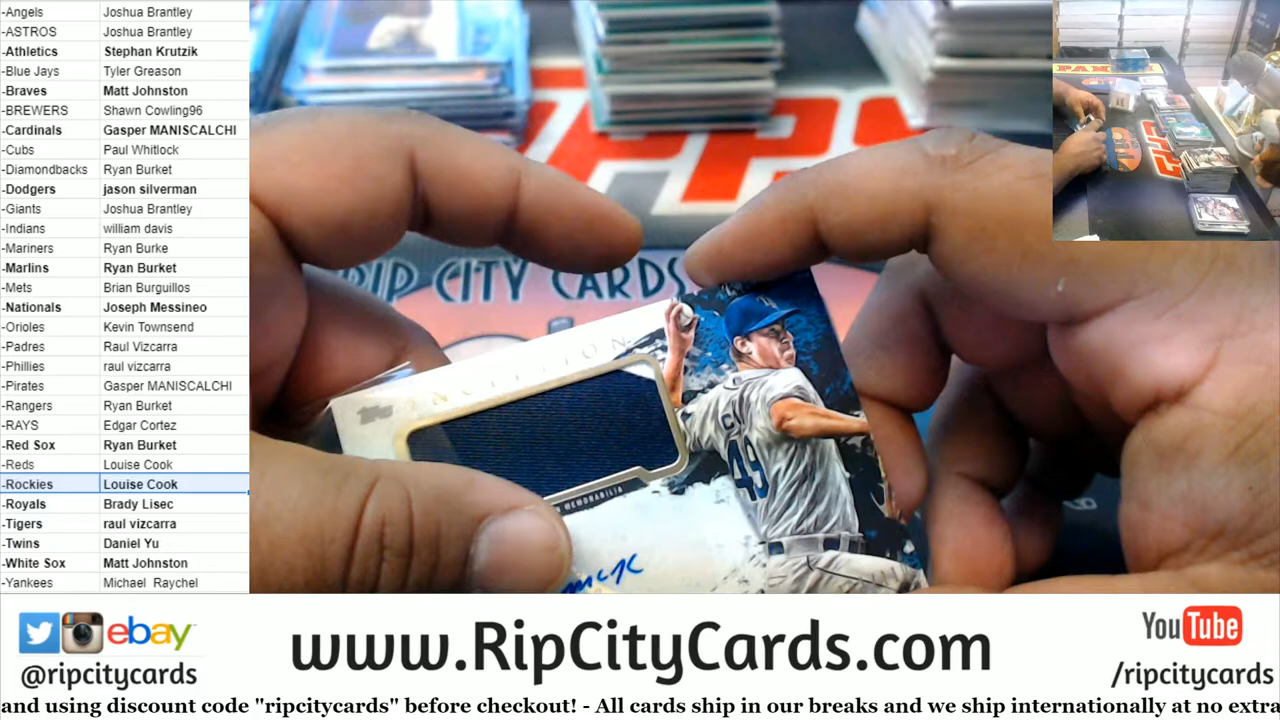 -Angels Joshua Brantley
-ASTROS Joshua Brantley
-Athletics Stephan Krutzik
-Blue Jays Tyler Greason
-Braves Matt Johnston
-BREWERS Shawn Cowling96
-Cardinals Gasper MANISCALCHI
-Cubs Paul Whitlock
-Diamondbacks Ryan Burket
-Dodgers jason silverman
-Giants Joshua Brantley
-Indians william davis
-Mariners Ryan Burke
-Marlins Ryan Burket
-Mets Brian Burguillos
-Nationals Joseph Messineo
-Orioles Kevin Townsend
-Padres Raul Vizcarra
-Phillies raul vizcarra
-Pirates Gasper MANISCALCHI
-Rangers Ryan Burket
-RAYS Edgar Cortez
-Red Sox Ryan Burket
-Reds Louise Cook
-Rockies Louise Cook
-Royals Brady Lisec
-Tigers raul vizcarra
-Twins Daniel Yu
-White Sox Matt Johnston
-Yankees Michael Raychel
RIP CITY CARDS
INCEPTION
Topps
MEMORABILIA
49
ebay
@ripcitycards
www.RipCityCards.com
YouTube
/ripcitycards
and using discount code "ripcitycards" before checkout! - All cards ship in our breaks and we ship internationally at no extra